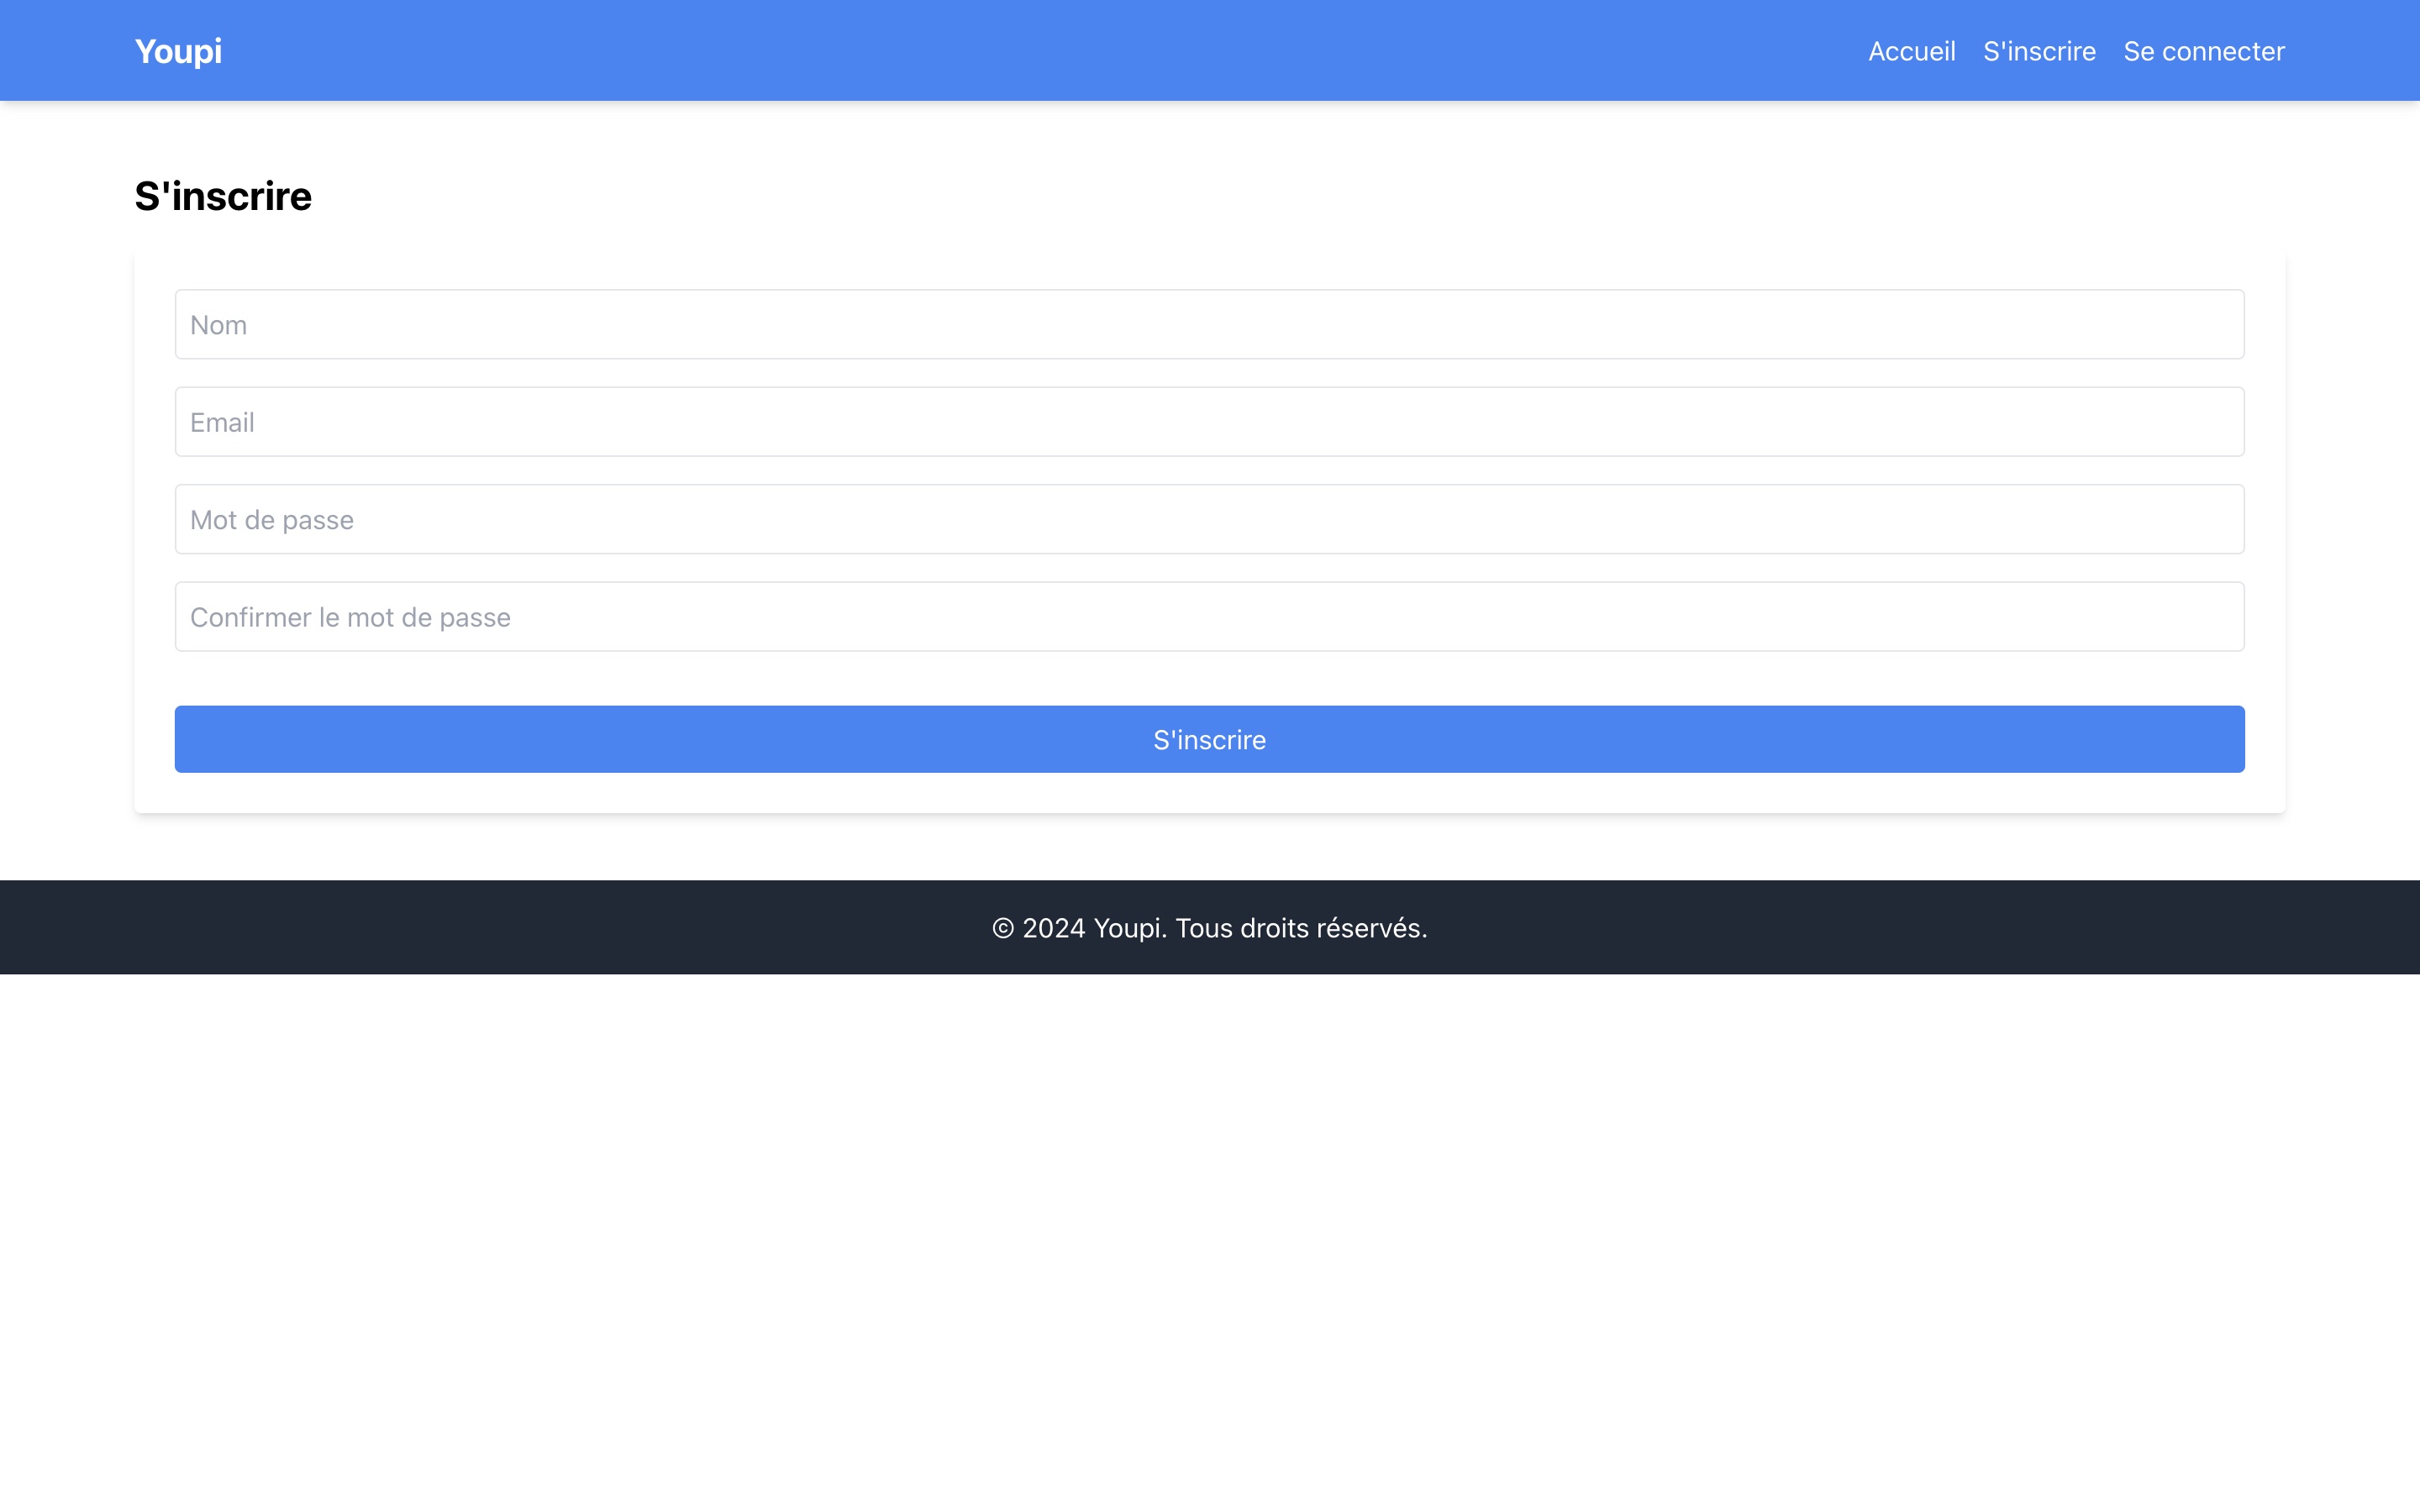 Youpi
Accueil S'inscrire Se connecter
S'inscrire
Nom
Email
Mot de passe
Confirmer le mot de passe
S'inscrire
© 2024 Youpi. Tous droits réservés.